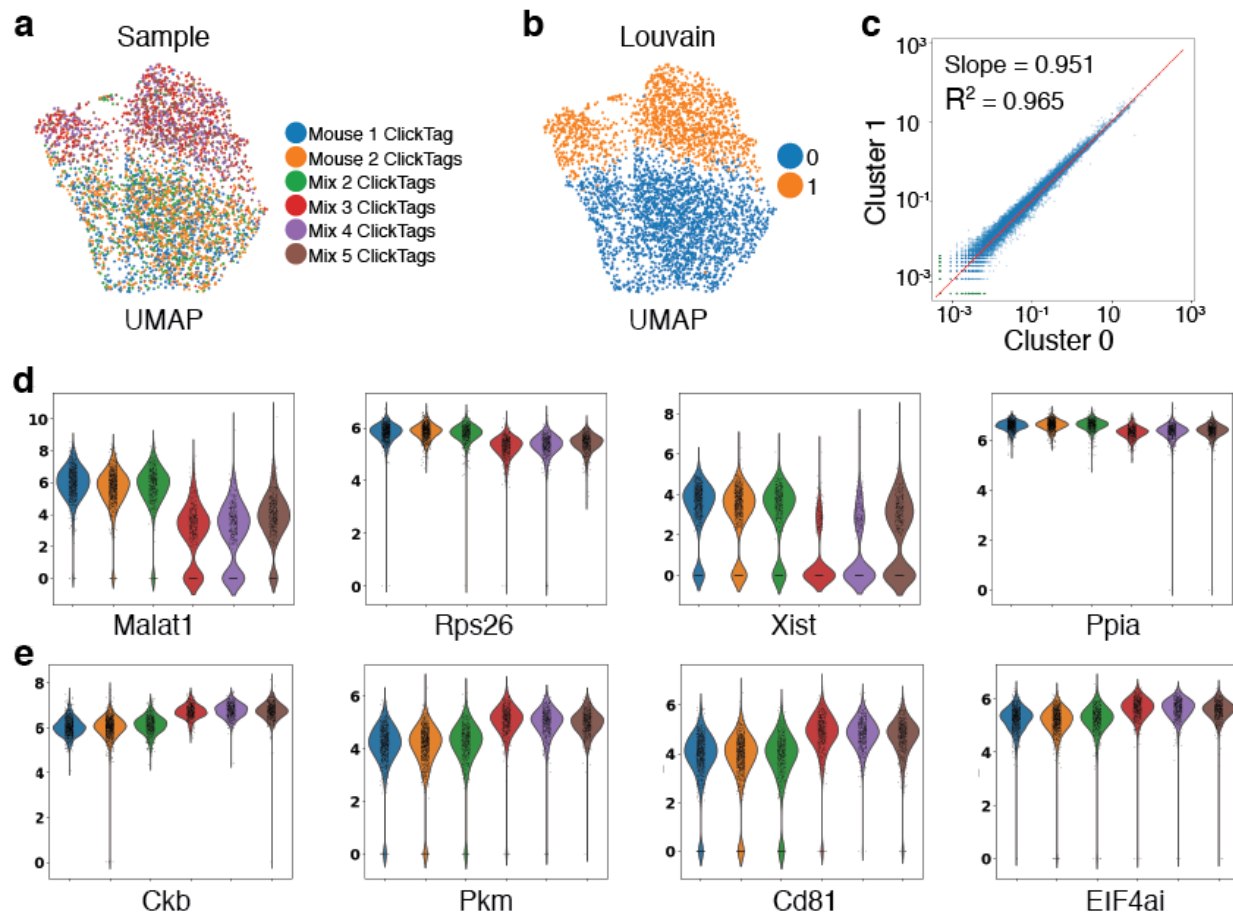 a
Sample
Mouse 1 ClickTag
Mouse 2 ClickTags
Mix 2 ClickTags
Mix 3 ClickTags
Mix 4 ClickTags
Mix 5 ClickTags
UMAP
b
Louvain
0
1
UMAP
c
10³
10
10⁻¹
10⁻³
Cluster 1
Slope = 0.951
R² = 0.965
10⁻³
10⁻¹
10
10³
Cluster 0
d
10
8
6
4
2
0
Malat1
6
4
2
0
Rps26
8
6
4
2
0
Xist
6
4
2
0
Ppia
e
8
6
4
2
0
Ckb
6
4
2
0
Pkm
6
4
2
0
Cd81
6
4
2
0
EIF4ai